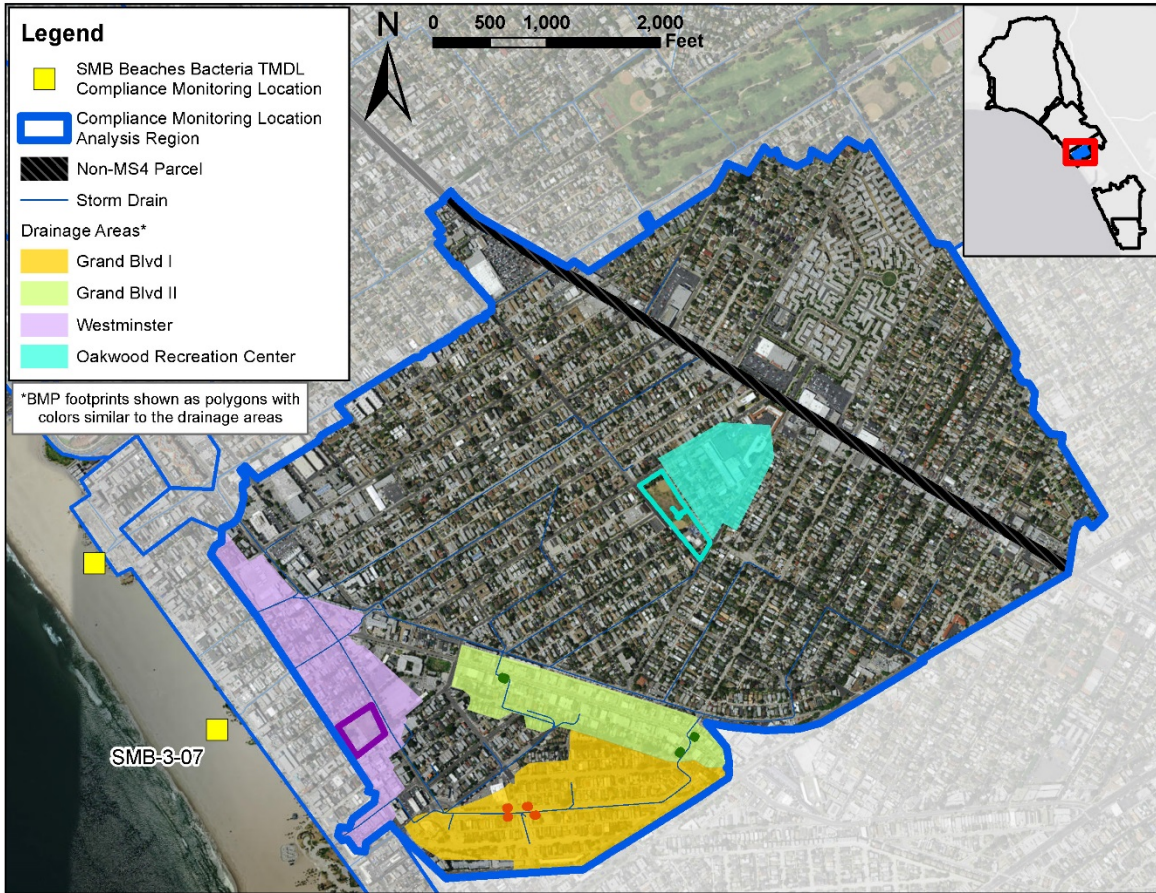 Legend
SMB Beaches Bacteria TMDL
Compliance Monitoring Location
Compliance Monitoring Location
Analysis Region
Non-MS4 Parcel
Storm Drain
Drainage Areas*
Grand Blvd I
Grand Blvd II
Westminster
Oakwood Recreation Center
*BMP footprints shown as polygons with
colors similar to the drainage areas
N
0 500 1,000 2,000
Feet
SMB-3-07